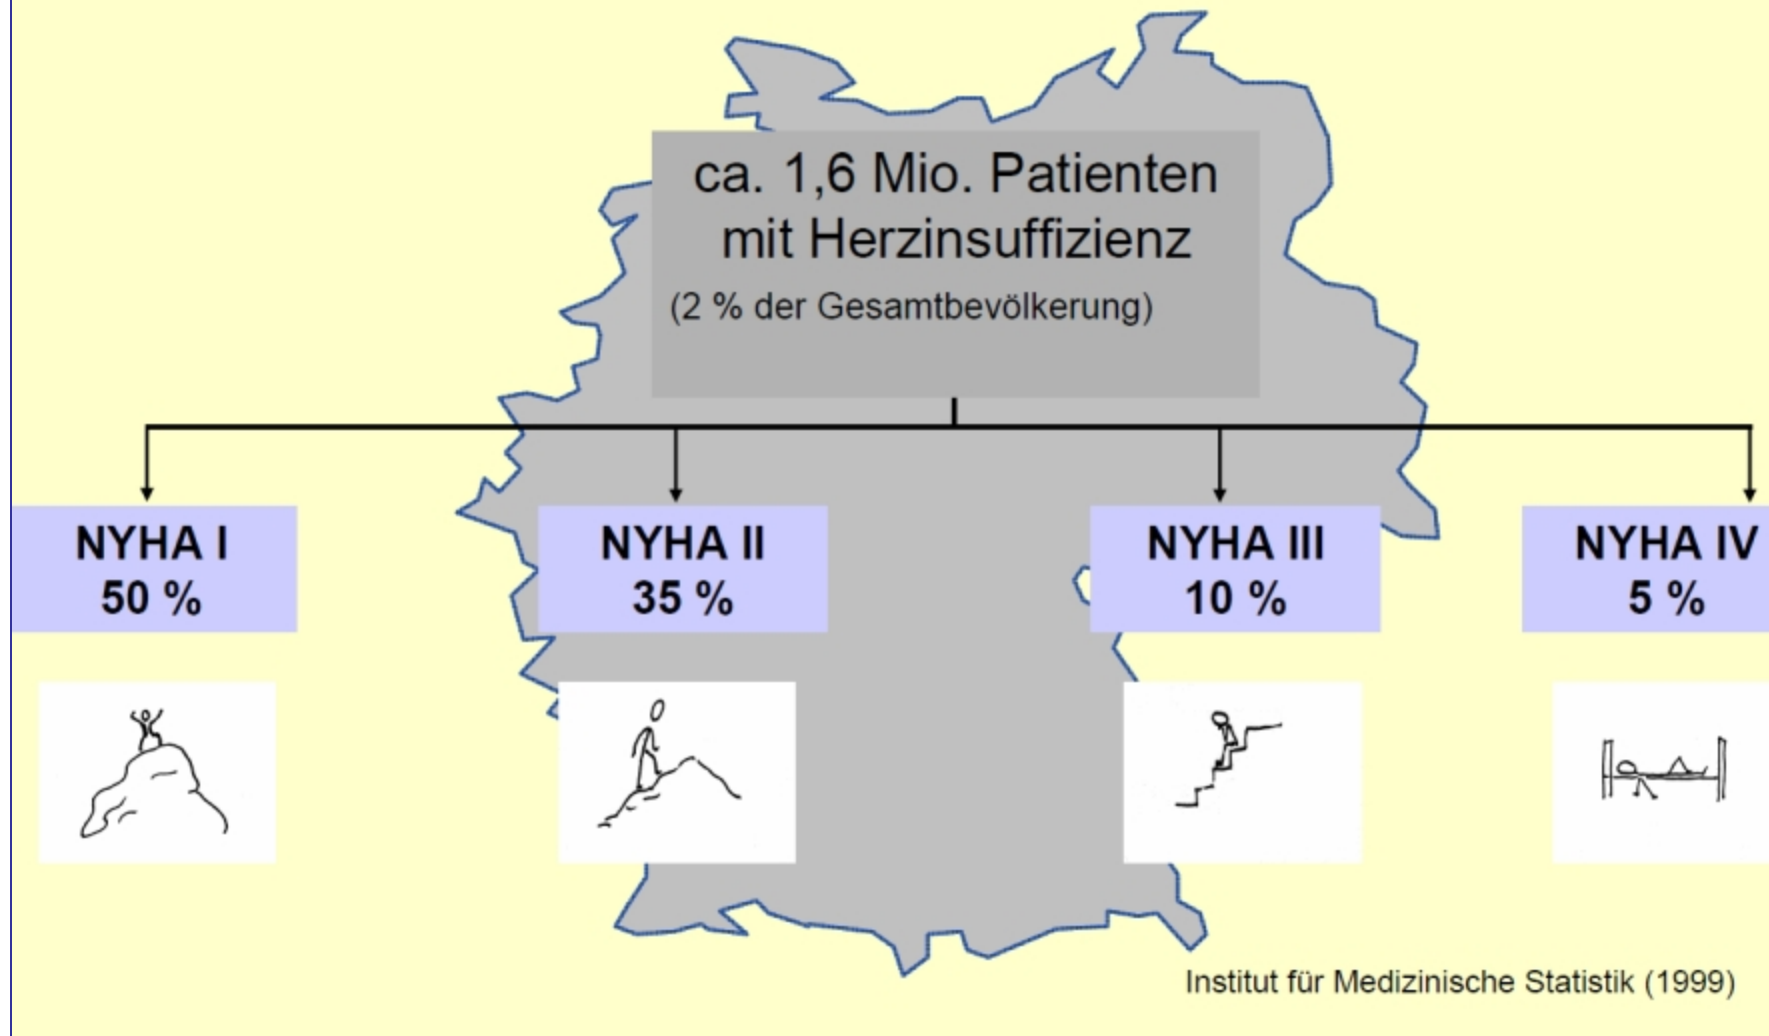 ca. 1,6 Mio. Patienten
mit Herzinsuffizienz
(2 % der Gesamtbevölkerung)
NYHA I
50 %
NYHA II
35 %
NYHA III
10 %
NYHA IV
5 %
Institut für Medizinische Statistik (1999)